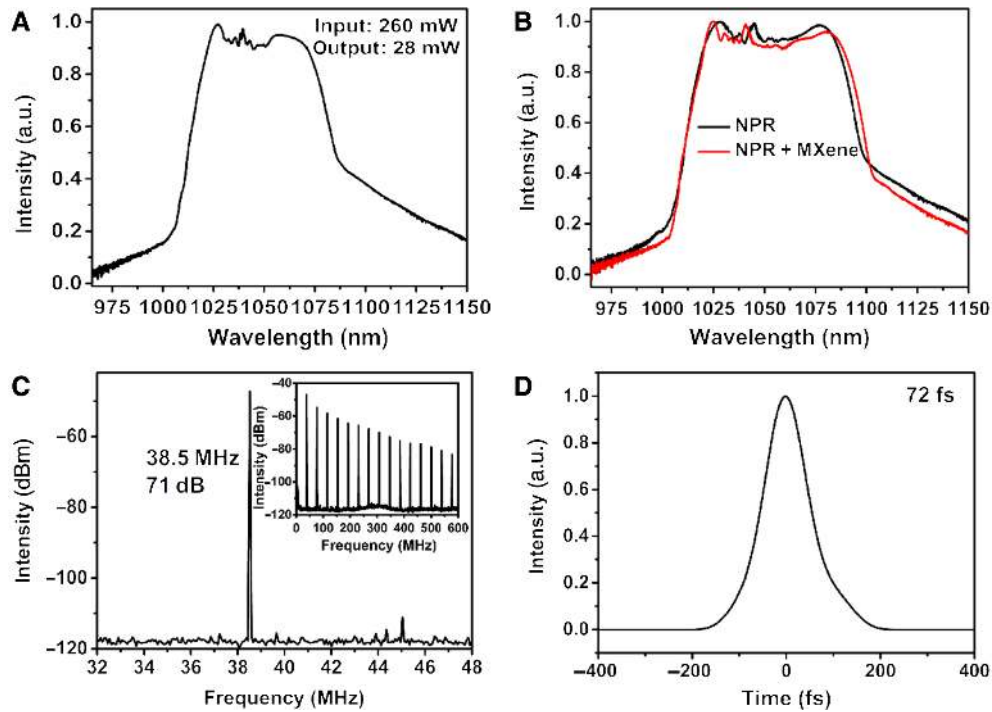 A
Input: 260 mW
Output: 28 mW
1.0
0.8
0.6
0.4
0.2
0.0
Intensity (a.u.)
975 1000 1025 1050 1075 1100 1125 1150
Wavelength (nm)
B
NPR
NPR + MXene
1.0
0.8
0.6
0.4
0.2
0.0
Intensity (a.u.)
975 1000 1025 1050 1075 1100 1125 1150
Wavelength (nm)
C
38.5 MHz
71 dB
−60
−80
−100
−120
Intensity (dBm)
32 34 36 38 40 42 44 46 48
Frequency (MHz)
−40
−60
−80
−100
−120
Intensity (dBm)
0 100 200 300 400 500 600
Frequency (MHz)
D
72 fs
1.0
0.8
0.6
0.4
0.2
0.0
Intensity (a.u.)
−400 −200 0 200 400
Time (fs)